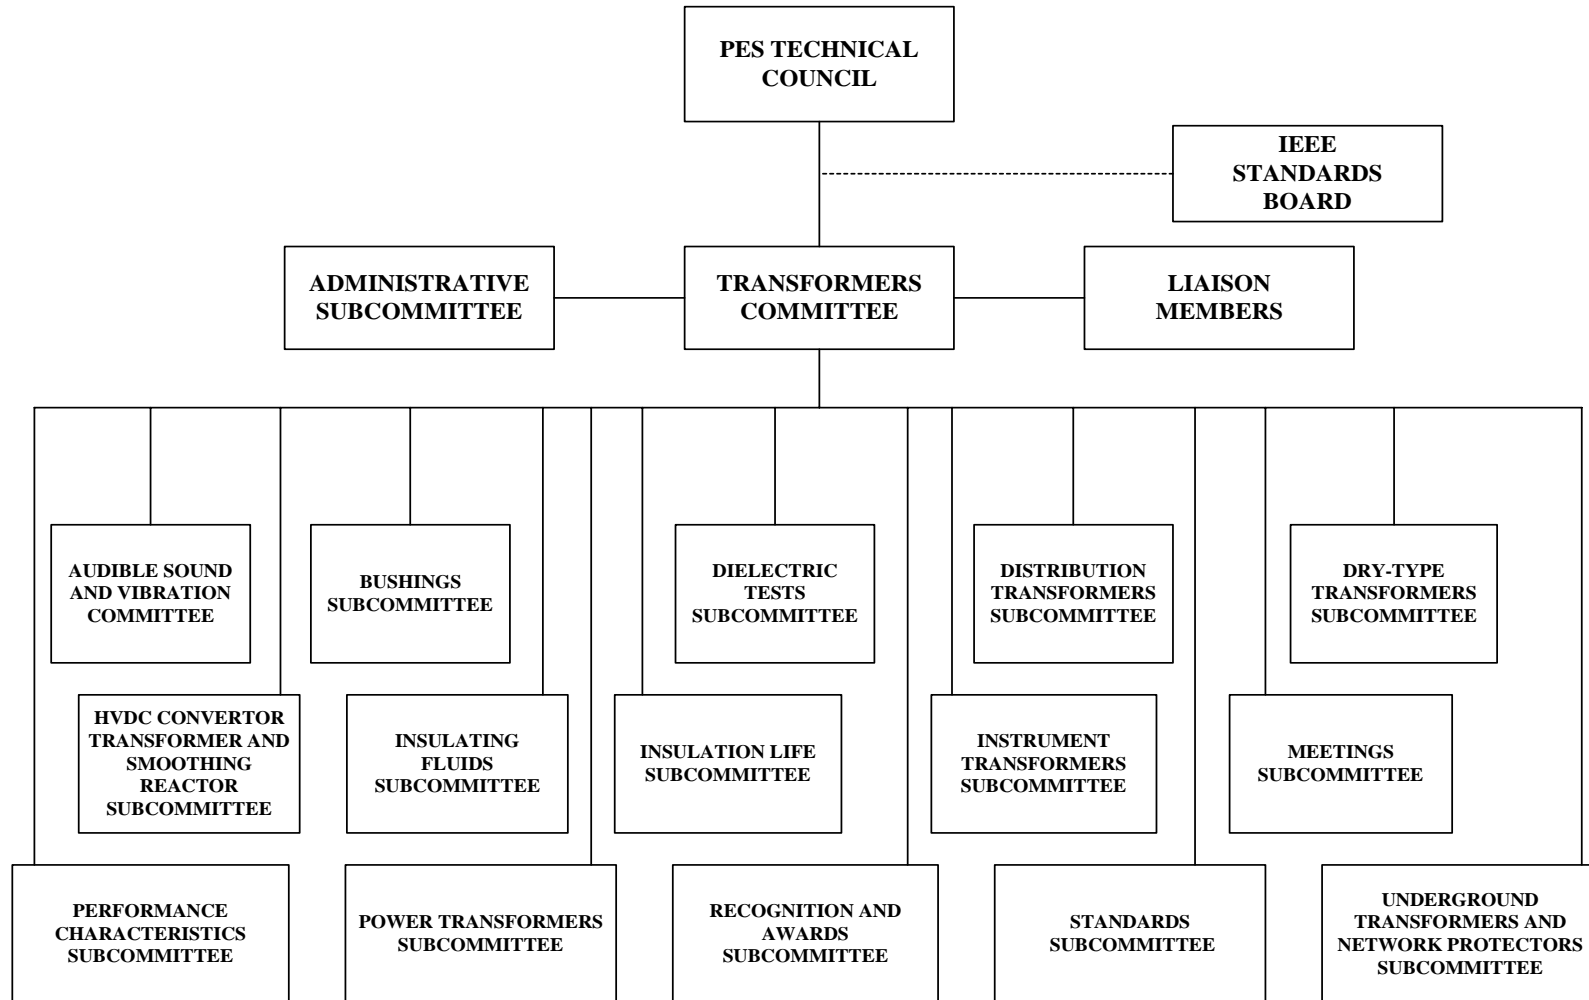 PES TECHNICAL
COUNCIL
IEEE
STANDARDS
BOARD
ADMINISTRATIVE
SUBCOMMITTEE
TRANSFORMERS
COMMITTEE
LIAISON
MEMBERS
AUDIBLE SOUND
AND VIBRATION
COMMITTEE
BUSHINGS
SUBCOMMITTEE
DIELECTRIC
TESTS
SUBCOMMITTEE
DISTRIBUTION
TRANSFORMERS
SUBCOMMITTEE
DRY-TYPE
TRANSFORMERS
SUBCOMMITTEE
HVDC CONVERTOR
TRANSFORMER AND
SMOOTHING
REACTOR
SUBCOMMITTEE
INSULATING
FLUIDS
SUBCOMMITTEE
INSULATION LIFE
SUBCOMMITTEE
INSTRUMENT
TRANSFORMERS
SUBCOMMITTEE
MEETINGS
SUBCOMMITTEE
PERFORMANCE
CHARACTERISTICS
SUBCOMMITTEE
POWER TRANSFORMERS
SUBCOMMITTEE
RECOGNITION AND
AWARDS
SUBCOMMITTEE
STANDARDS
SUBCOMMITTEE
UNDERGROUND
TRANSFORMERS AND
NETWORK PROTECTORS
SUBCOMMITTEE